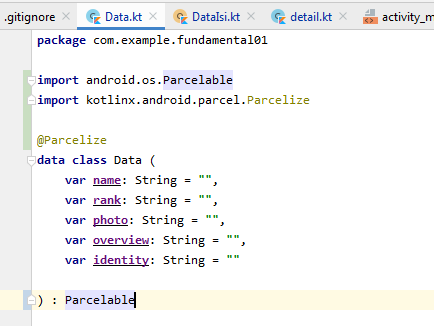 .gitignore Data.kt DataIsi.kt detail.kt activity_m
package com.example.fundamental01
import android.os.Parcelable
import kotlinx.android.parcel.Parcelize
@Parcelize
data class Data (
var name: String = "",
var rank: String = "",
var photo: String = "",
var overview: String = "",
var identity: String = ""
) : Parcelable